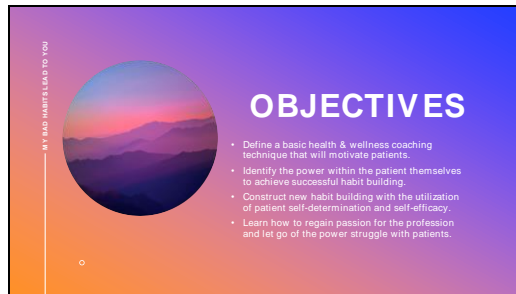 MY BAD HABITS LEAD TO YOU
OBJECTIVES
• Define a basic health & wellness coaching
technique that will motivate patients.
• Identify the power within the patient themselves
to achieve successful habit building.
• Construct new habit building with the utilization
of patient self-determination and self-efficacy.
• Learn how to regain passion for the profession
and let go of the power struggle with patients.